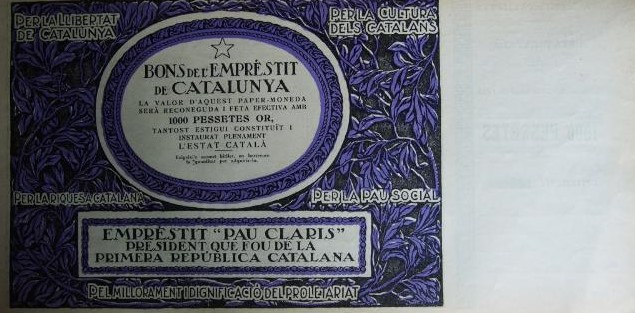 PER LA LLIBERTAT
DE CATALUNYA
PER LA CULTURA
DELS CATALANS
BONS DE L'EMPRÈSTIT
DE CATALUNYA
LA VALOR D'AQUEST PAPER-MONEDA
SERÀ RECONEGUDA I FETA EFECTIVA AMB
1000 PESSETES OR,
TANTOST ESTIGUI CONSTITUÏT I
INSTAURAT PLENAMENT
L'ESTAT CATALÀ
PER LA RIQUESA CATALANA
PER LA PAU SOCIAL
EMPRÈSTIT "PAU CLARIS"
PRESIDENT QUE FOU DE LA
PRIMERA REPÚBLICA CATALANA
PEL MILLORAMENT I DIGNIFICACIÓ DEL PROLETARIAT